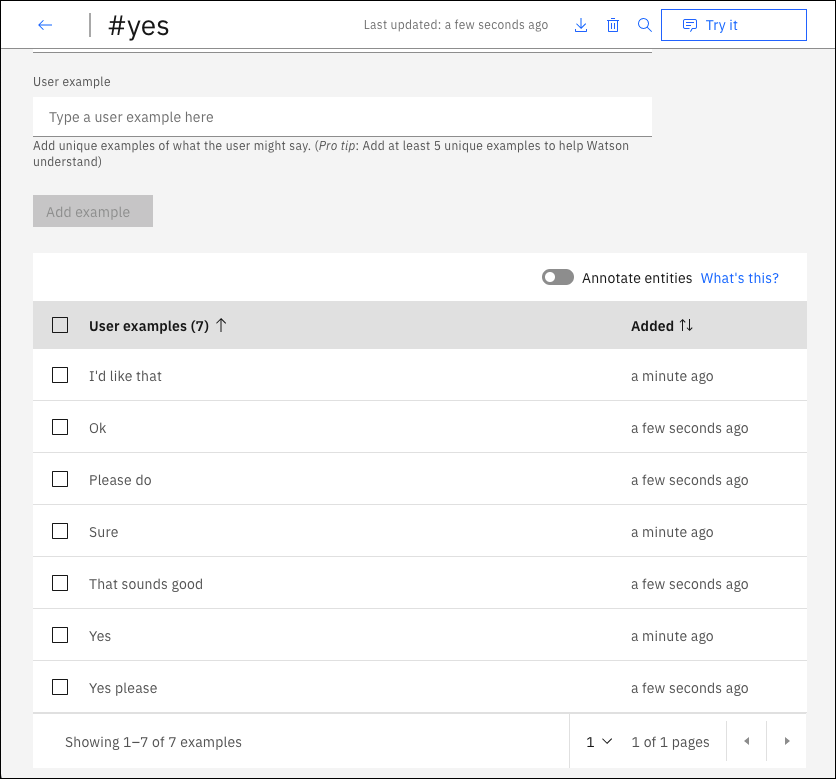 #yes
Last updated: a few seconds ago
Try it
User example
Type a user example here
Add unique examples of what the user might say. (Pro tip: Add at least 5 unique examples to help Watson
understand)
Add example
Annotate entities What's this?
User examples (7) Added
I'd like that a minute ago
Ok a few seconds ago
Please do a few seconds ago
Sure a minute ago
That sounds good a few seconds ago
Yes a minute ago
Yes please a few seconds ago
Showing 1–7 of 7 examples 1 1 of 1 pages